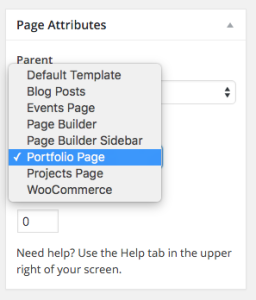 Page Attributes
Parent
Default Template
Blog Posts
Events Page
Page Builder
Page Builder Sidebar
✓ Portfolio Page
Projects Page
WooCommerce
0
Need help? Use the Help tab in the upper
right of your screen.